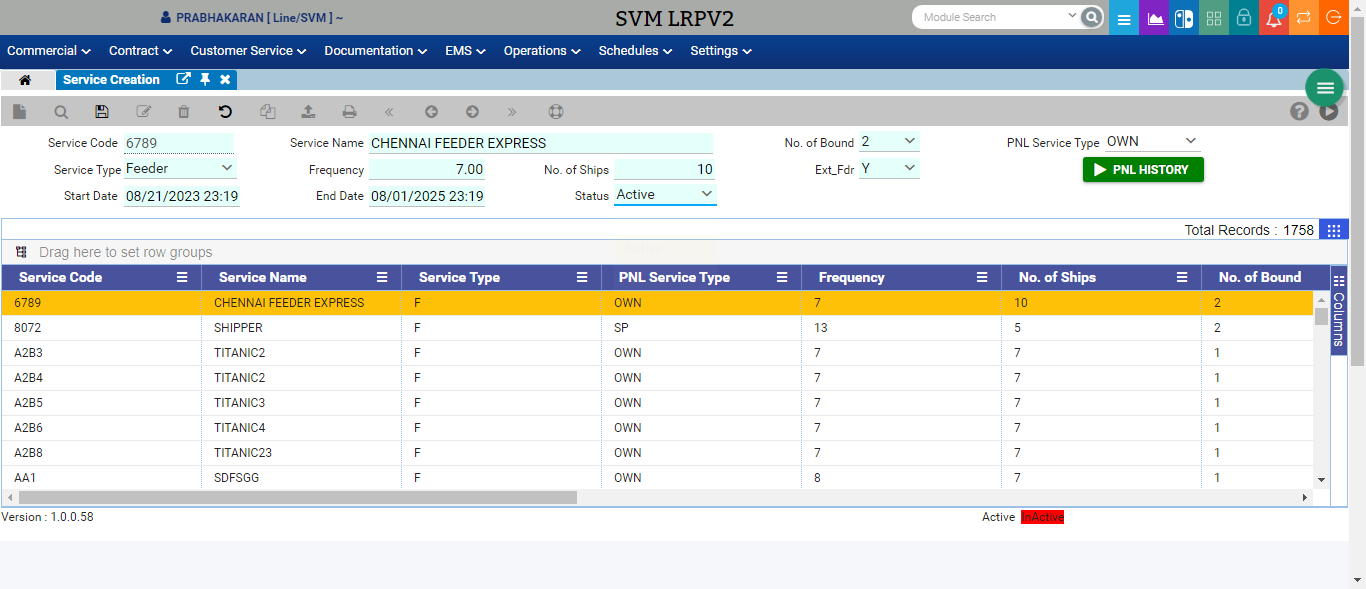 PRABHAKARAN [ Line/SVM ] ~ SVM LRPV2 Module Search 0
Commercial Contract Customer Service Documentation EMS Operations Schedules Settings
Service Creation
Service Code 6789 Service Name CHENNAI FEEDER EXPRESS No. of Bound 2 PNL Service Type OWN
Service Type Feeder Frequency 7.00 No. of Ships 10 Ext_Fdr Y PNL HISTORY
Start Date 08/21/2023 23:19 End Date 08/01/2025 23:19 Status Active
Total Records : 1758
Drag here to set row groups
Service Code Service Name Service Type PNL Service Type Frequency No. of Ships No. of Bound
6789 CHENNAI FEEDER EXPRESS F OWN 7 10 2
8072 SHIPPER F SP 13 5 2
A2B3 TITANIC2 F OWN 7 7 1
A2B4 TITANIC2 F OWN 7 7 1
A2B5 TITANIC3 F OWN 7 7 1
A2B6 TITANIC4 F OWN 7 7 1
A2B8 TITANIC23 F OWN 7 7 1
AA1 SDFSGG F OWN 8 7 1
Columns
Version : 1.0.0.58 Active InActive